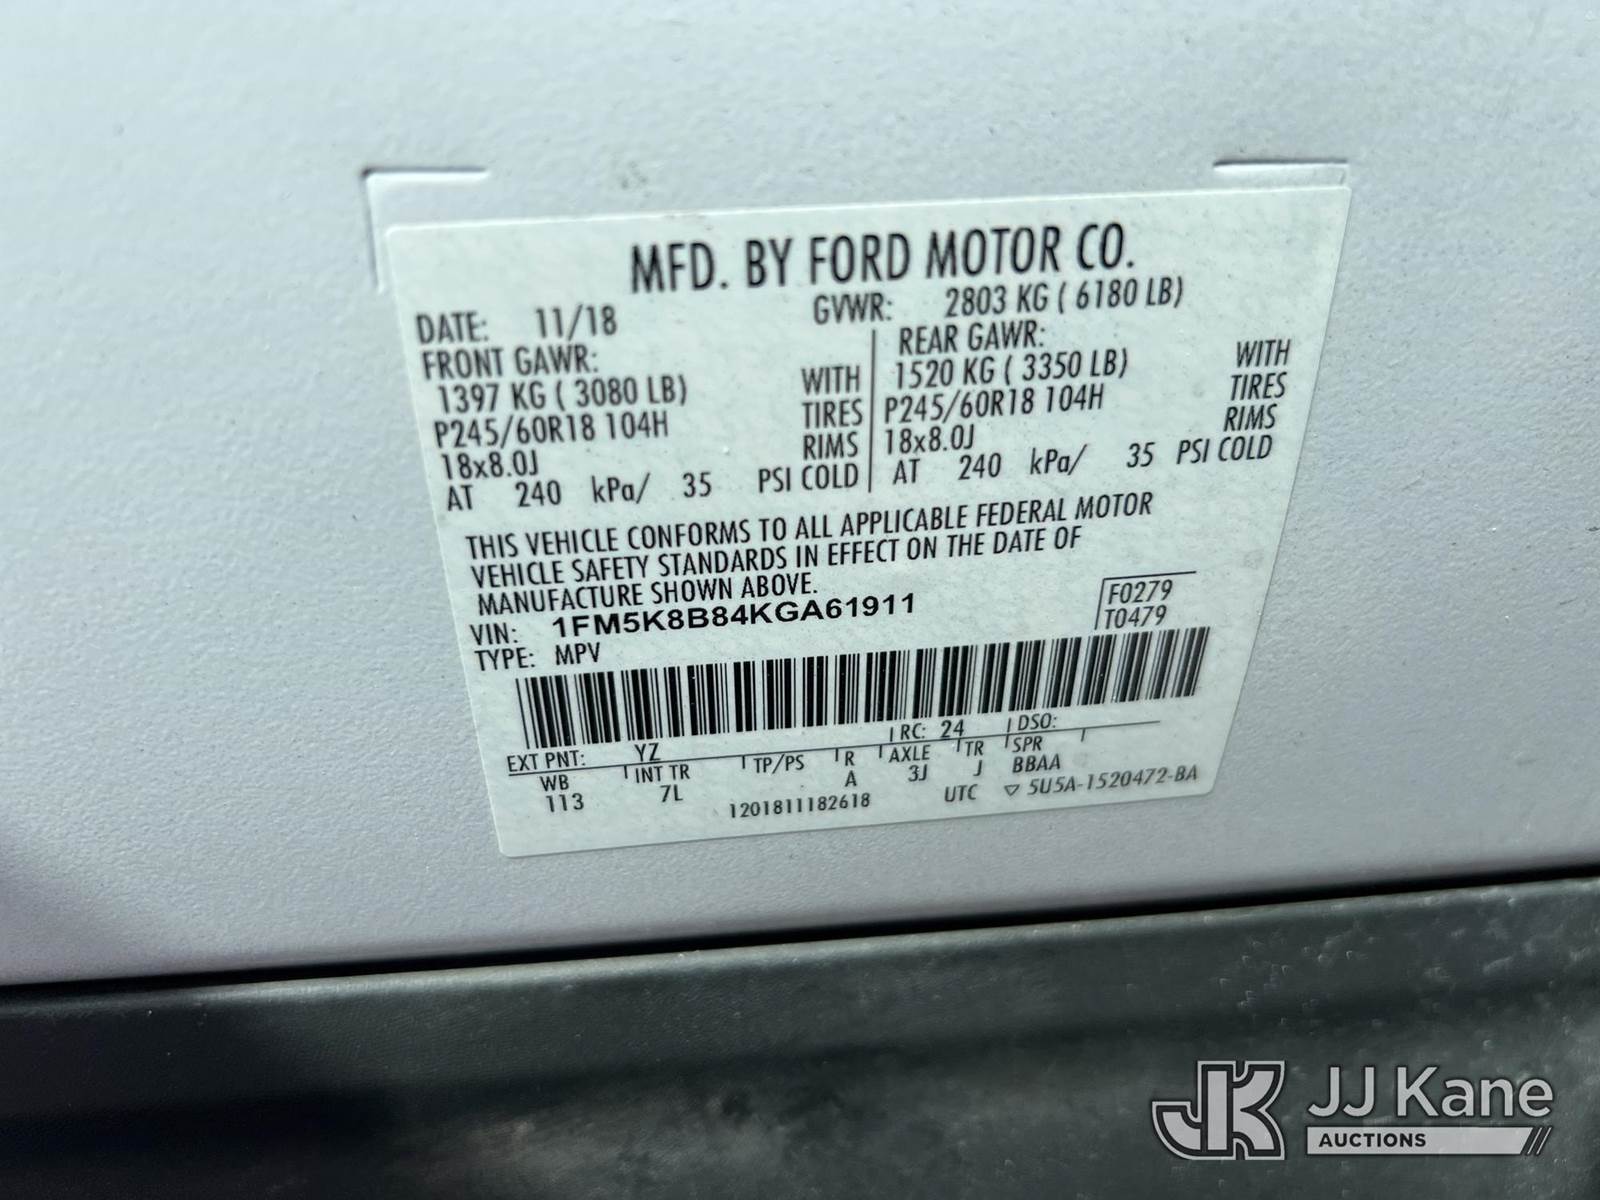 MFD. BY FORD MOTOR CO.
DATE: 11/18 GVWR: 2803 KG ( 6180 LB)
FRONT GAWR: REAR GAWR:
1397 KG ( 3080 LB) WITH 1520 KG ( 3350 LB) WITH
P245/60R18 104H TIRES P245/60R18 104H TIRES
18x8.0J RIMS 18x8.0J RIMS
AT 240 kPa/ 35 PSI COLD AT 240 kPa/ 35 PSI COLD
THIS VEHICLE CONFORMS TO ALL APPLICABLE FEDERAL MOTOR
VEHICLE SAFETY STANDARDS IN EFFECT ON THE DATE OF
MANUFACTURE SHOWN ABOVE.
VIN: 1FM5K8B84KGA61911 F0279
TYPE: MPV T0479
EXT PNT: YZ RC: 24 DSO:
WB INT TR TP/PS R AXLE TR SPR
113 7L A 3J J BBAA
1201811182618 UTC ▽ 5U5A-1520472-BA
JK JJ Kane
AUCTIONS